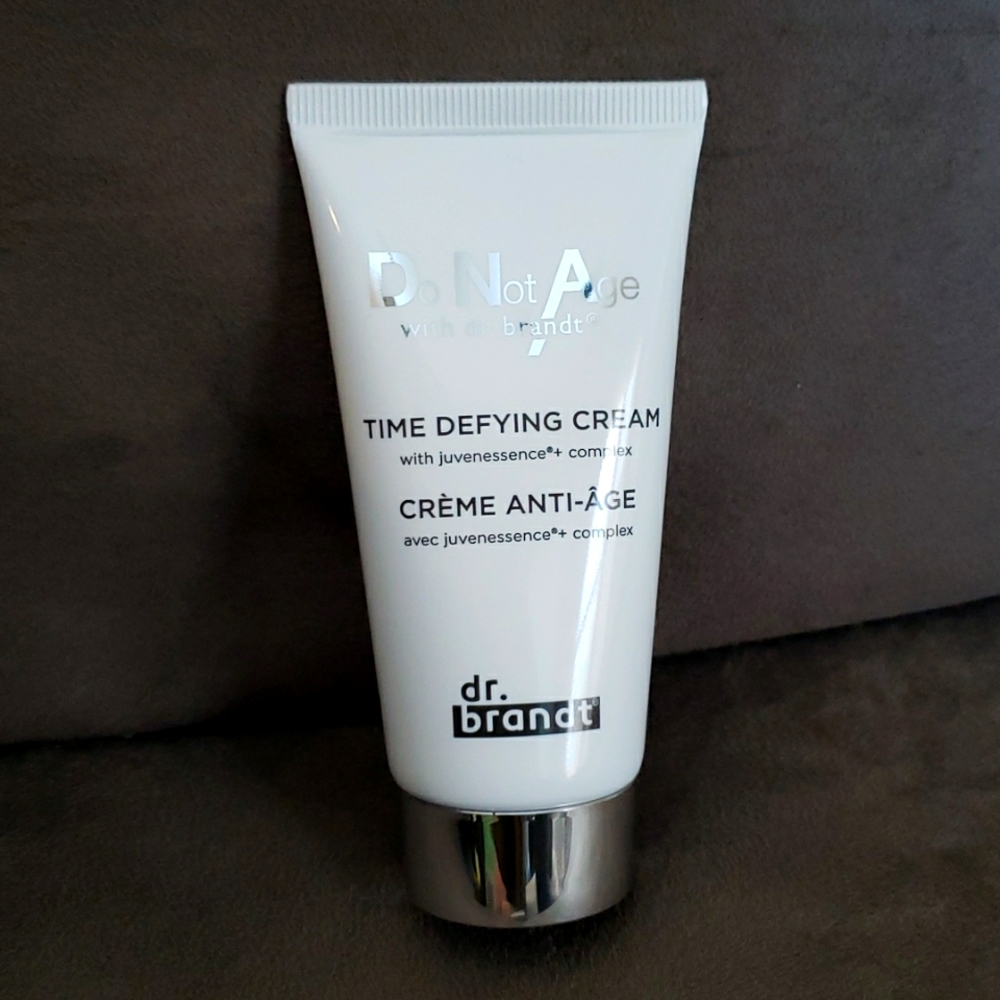 Do Not Age
with dr. brandt®
TIME DEFYING CREAM
with juvenessence®+ complex
CRÈME ANTI-ÂGE
avec juvenessence®+ complex
dr.
brandt®